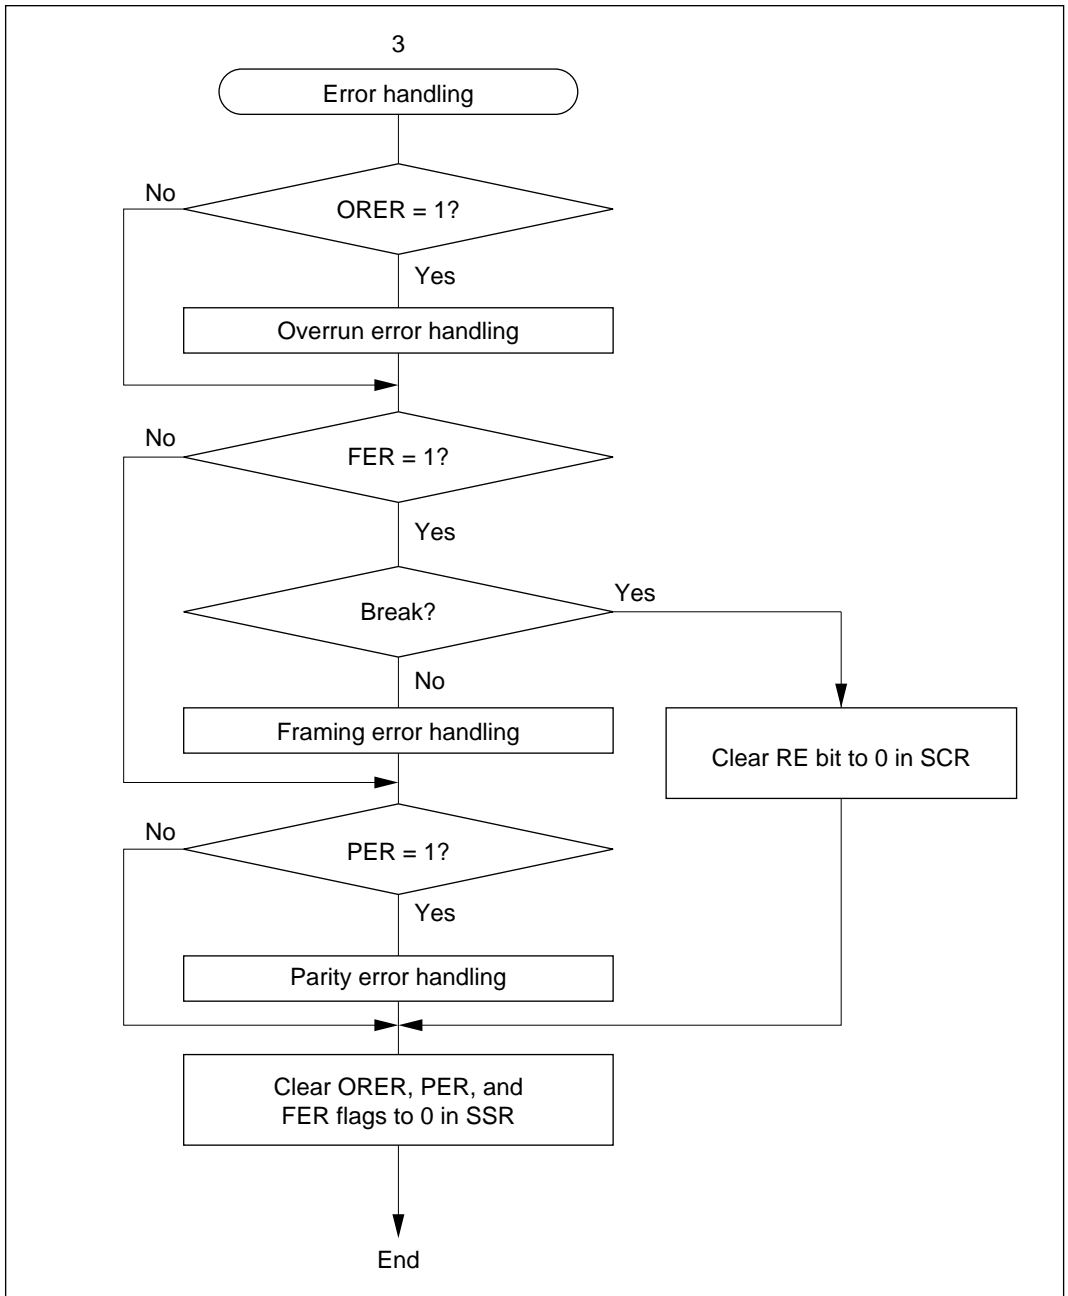 3
Error handling
No
ORER = 1?
Yes
Overrun error handling
No
FER = 1?
Yes
Break?
Yes
No
Framing error handling
Clear RE bit to 0 in SCR
No
PER = 1?
Yes
Parity error handling
Clear ORER, PER, and
FER flags to 0 in SSR
End